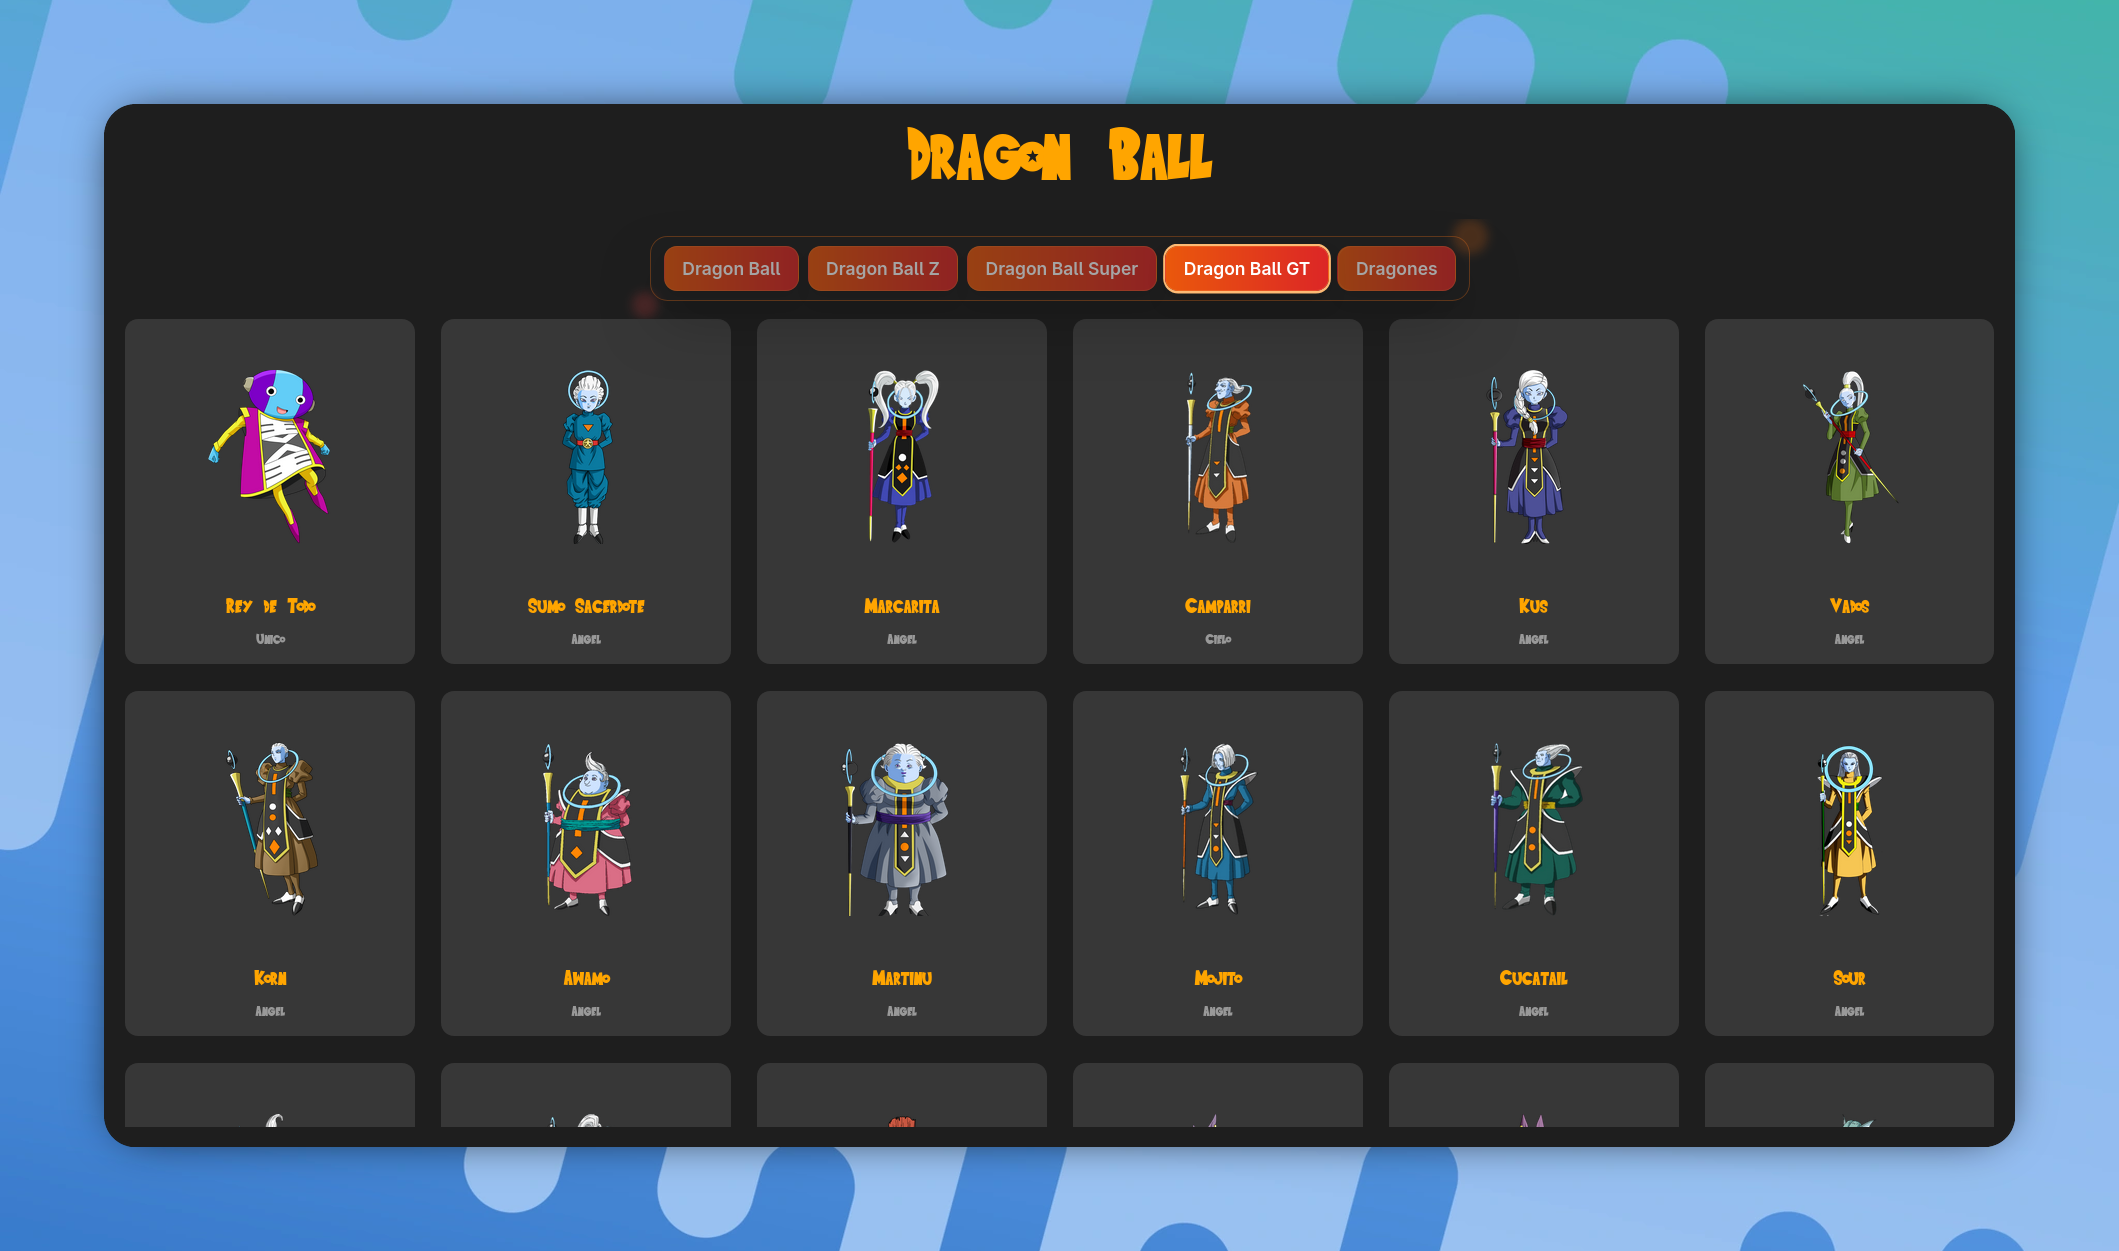 Dragon Ball
Dragon Ball Dragon Ball Z Dragon Ball Super Dragon Ball GT Dragones
Rey de Todo Sumo Sacerdote Marcarita Camparri Kus Vados
Unico Angel Angel Cielo Angel Angel
Korn Awamo Martinu Mojito Cucatail Sour
Angel Angel Angel Angel Angel Angel